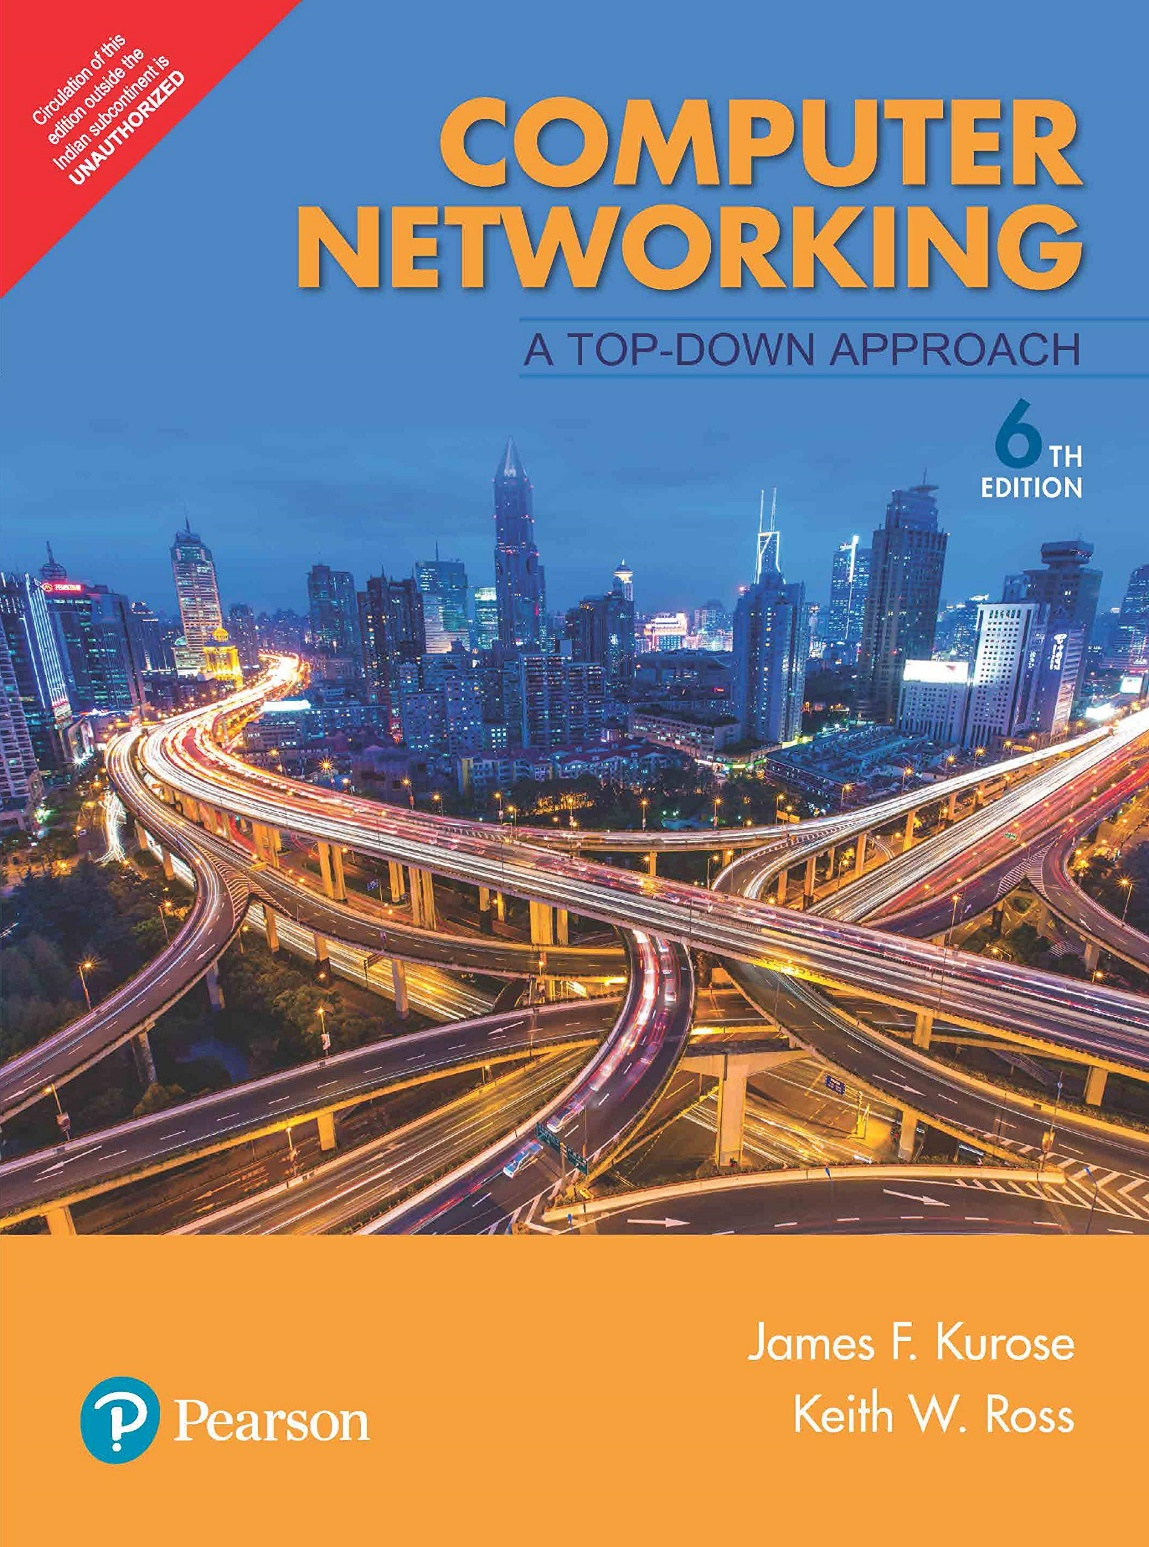 Circulation of this
edition outside the
Indian subcontinent is
UNAUTHORIZED
COMPUTER
NETWORKING
A TOP-DOWN APPROACH
6TH
EDITION
James F. Kurose
Keith W. Ross
Pearson